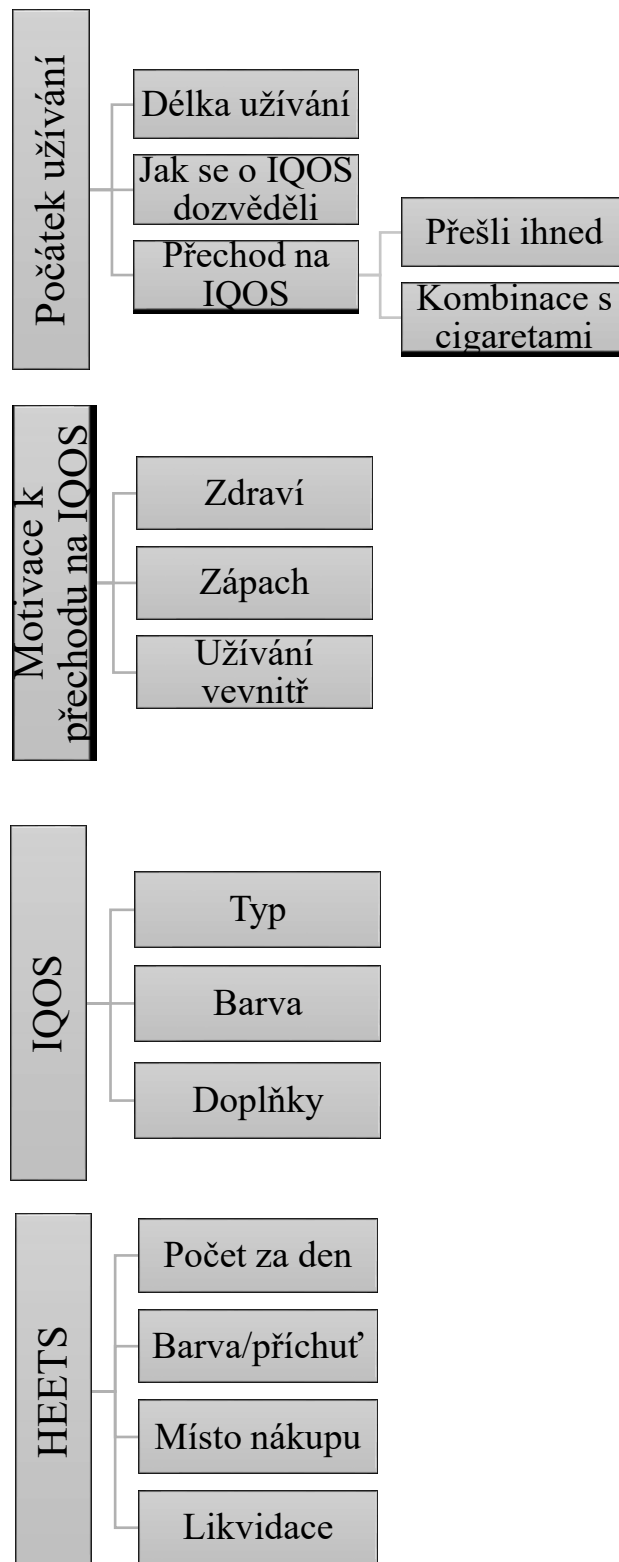 Počátek užívání
Délka užívání
Jak se o IQOS
dozvěděli
Přechod na
IQOS
Přešli ihned
Kombinace s
cigaretami
Motivace k
přechodu na IQOS
Zdraví
Zápach
Užívání
vevnitř
IQOS
Typ
Barva
Doplňky
HEETS
Počet za den
Barva/příchuť
Místo nákupu
Likvidace